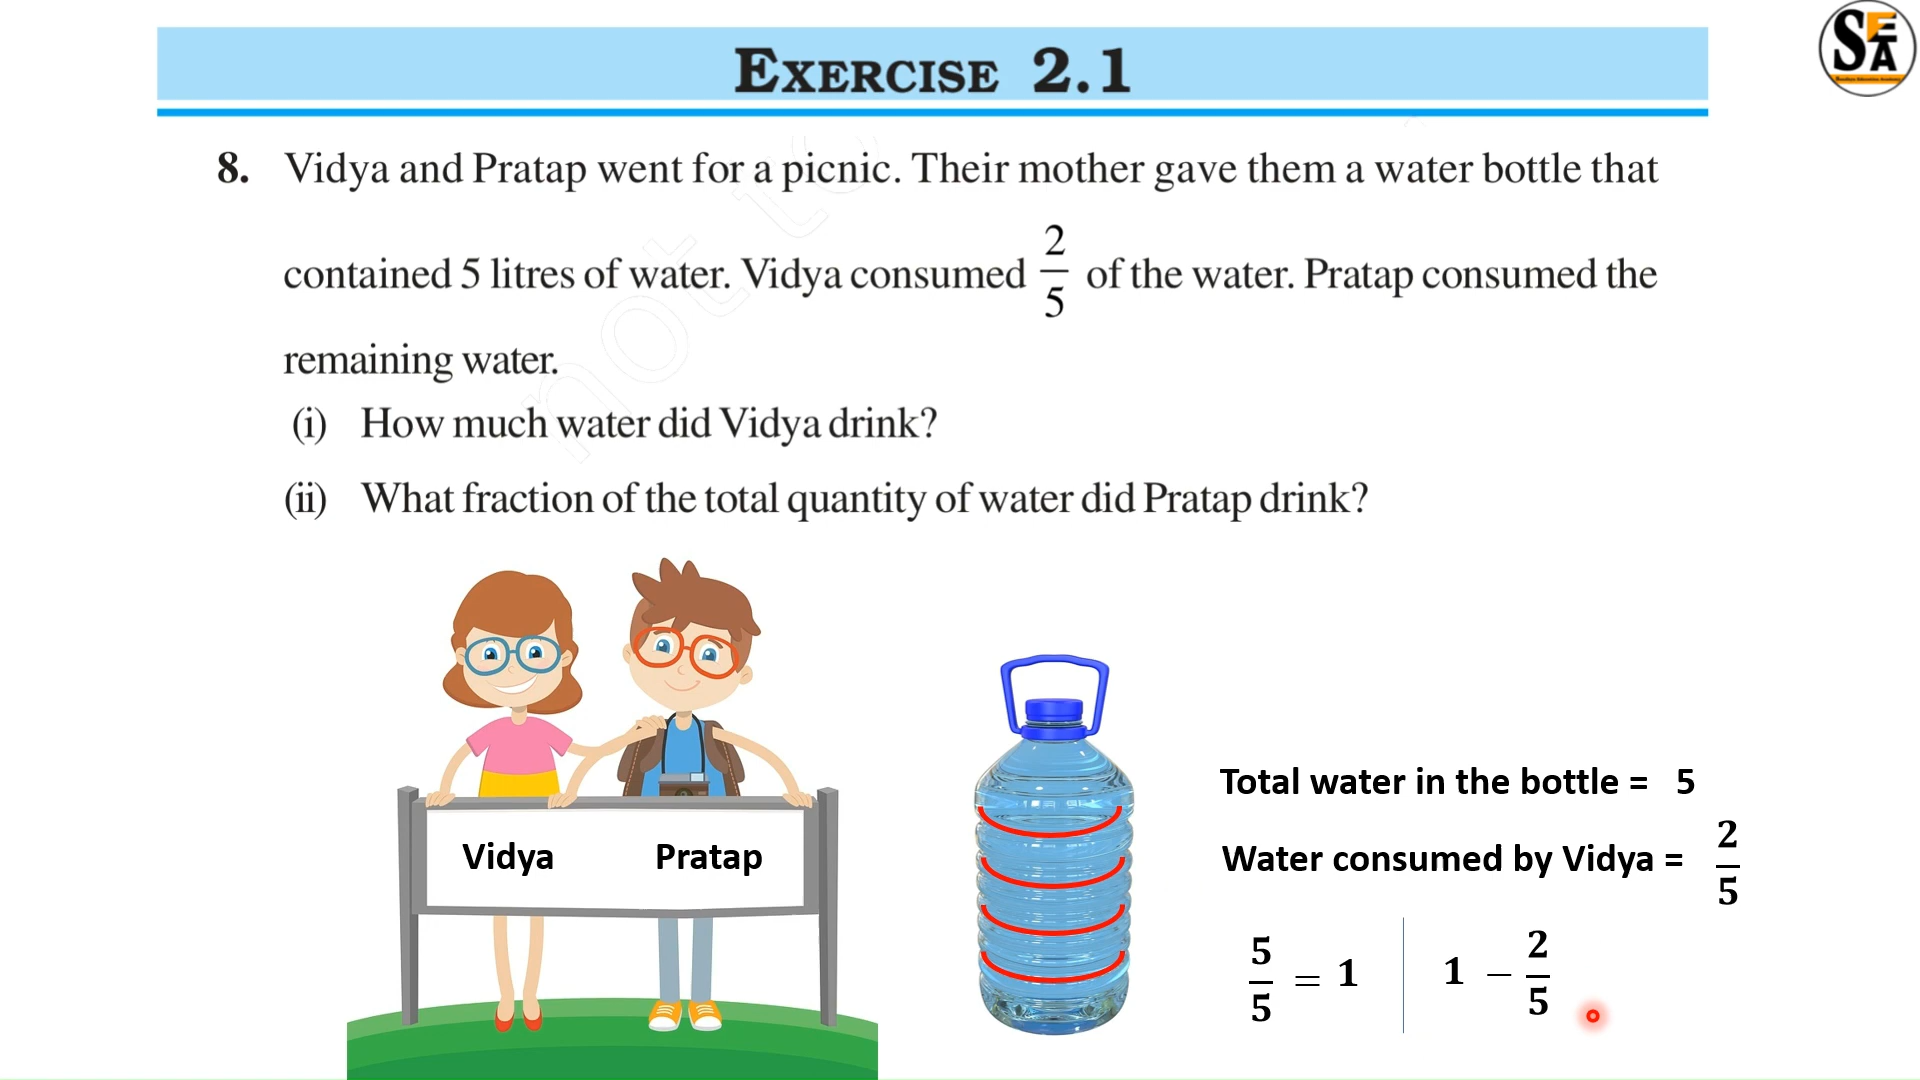 SEA
EXERCISE 2.1
8. Vidya and Pratap went for a picnic. Their mother gave them a water bottle that
contained 5 litres of water. Vidya consumed 2/5 of the water. Pratap consumed the
remaining water.
(i) How much water did Vidya drink?
(ii) What fraction of the total quantity of water did Pratap drink?
not to
Vidya Pratap
Total water in the bottle = 5
Water consumed by Vidya = 2/5
5/5 = 1 1 - 2/5